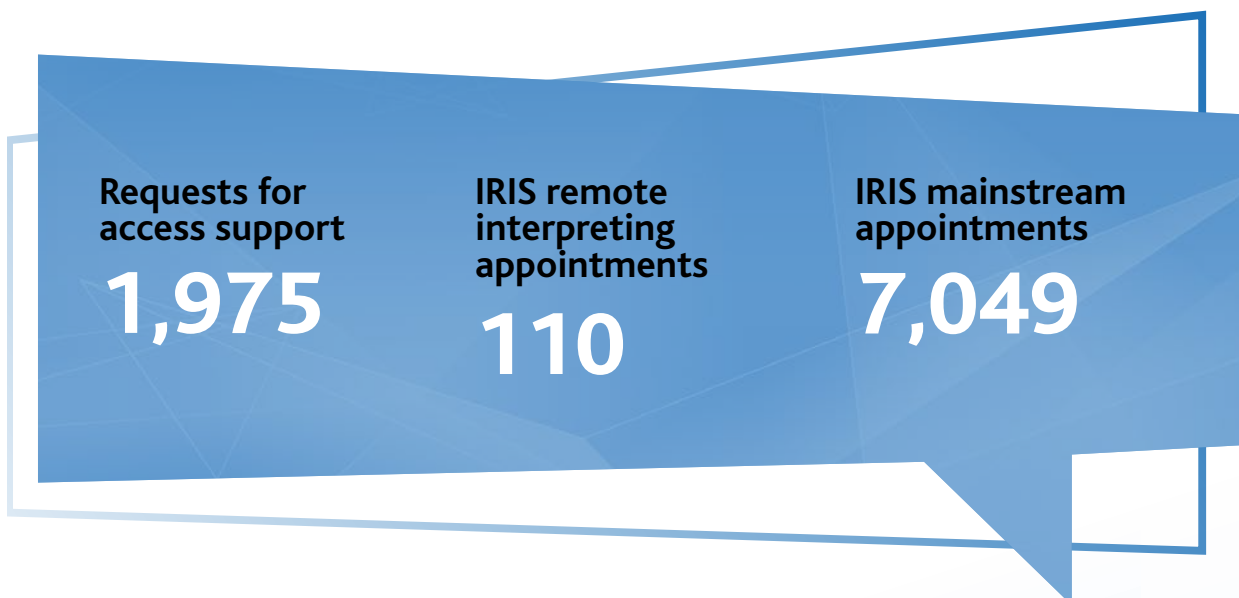 Requests for
access support
1,975
IRIS remote
interpreting
appointments
110
IRIS mainstream
appointments
7,049